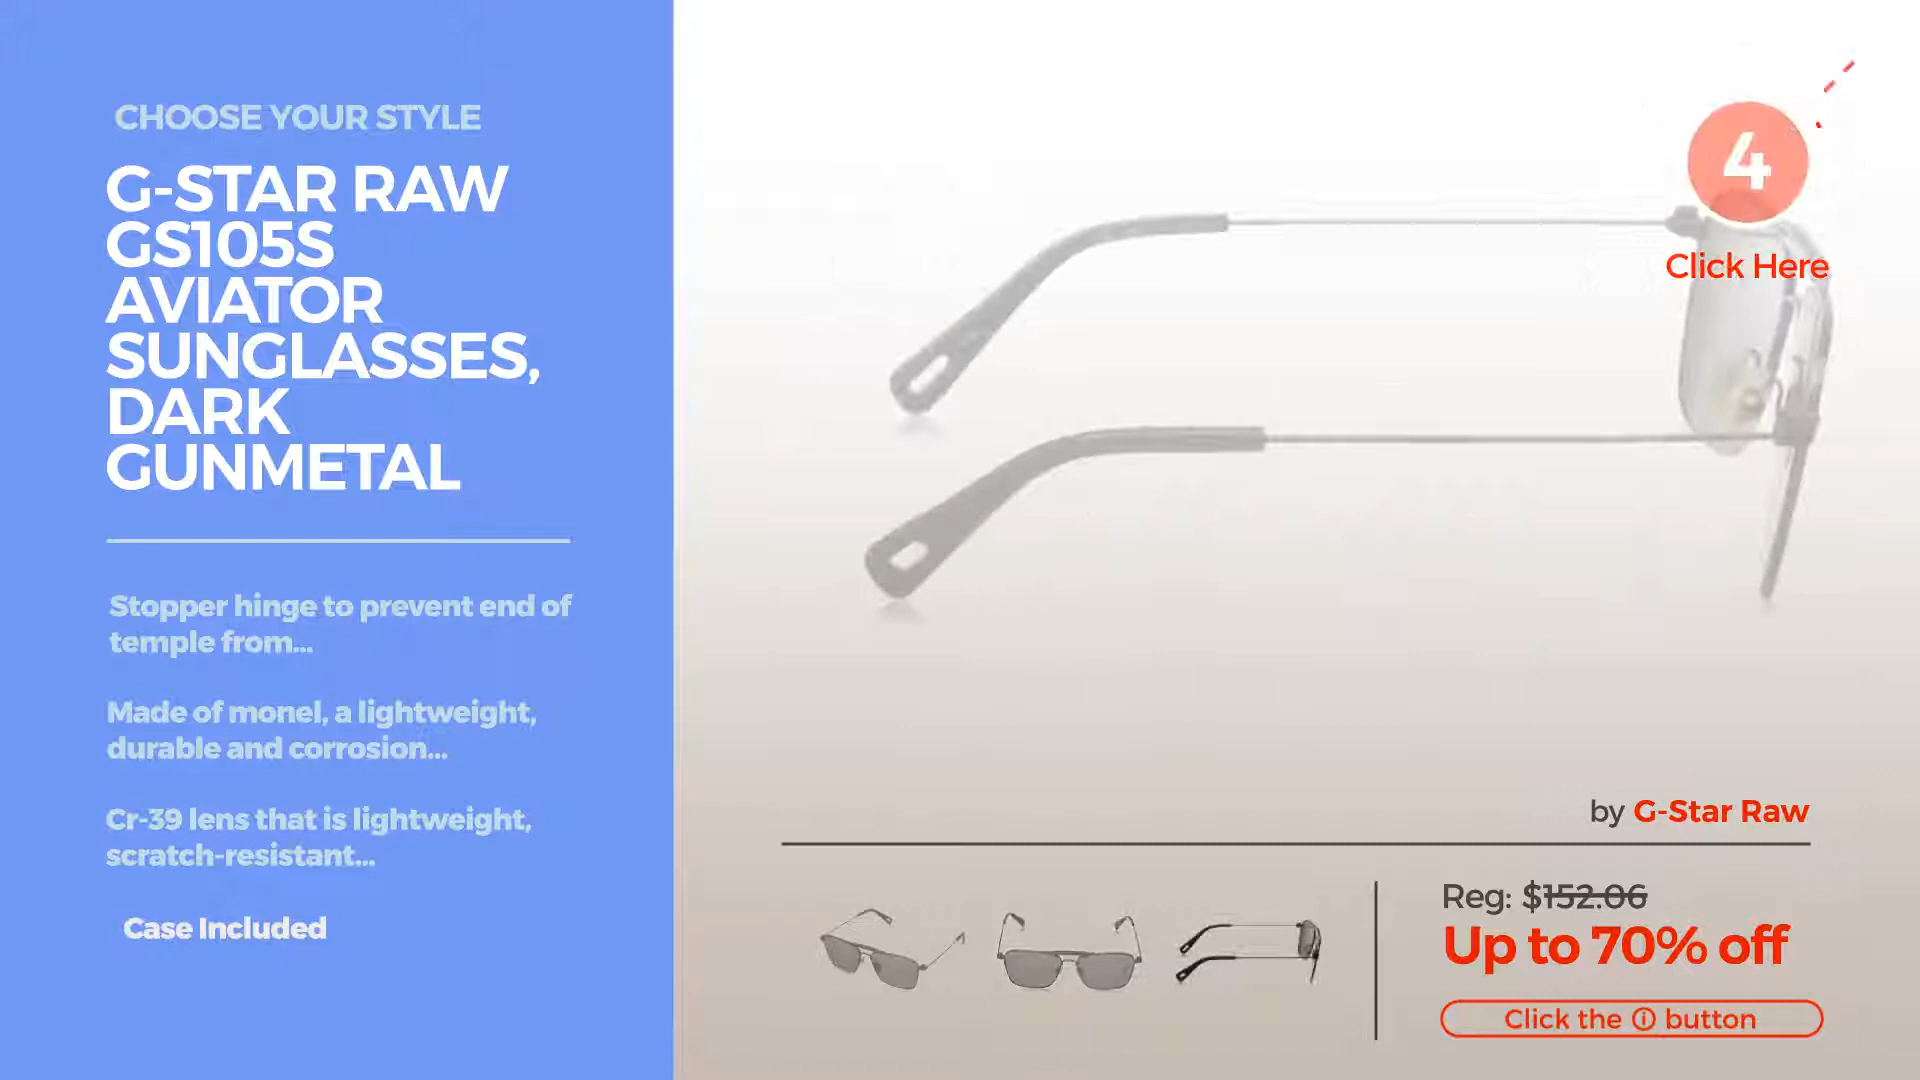 CHOOSE YOUR STYLE
G-STAR RAW
GS105S
AVIATOR
SUNGLASSES,
DARK
GUNMETAL
Stopper hinge to prevent end of
temple from...
Made of monel, a lightweight,
durable and corrosion...
Cr-39 lens that is lightweight,
scratch-resistant...
Case Included
4
Click Here
by G-Star Raw
Reg: $152.06
Up to 70% off
Click the ⓘ button